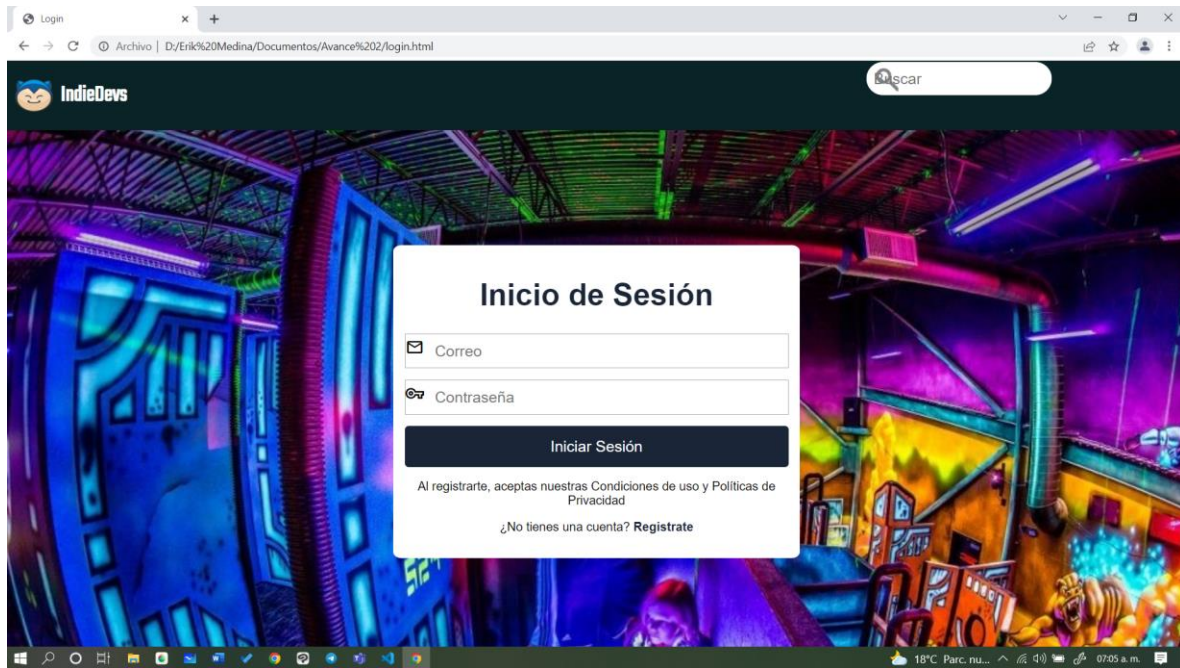 Login
Archivo | D:/Erik%20Medina/Documentos/Avance%202/login.html
IndieDevs
Buscar
Inicio de Sesión
Correo
Contraseña
Iniciar Sesión
Al registrarte, aceptas nuestras Condiciones de uso y Políticas de
Privacidad
¿No tienes una cuenta? Registrate
18°C Parc. nu... 07:05 a. m.